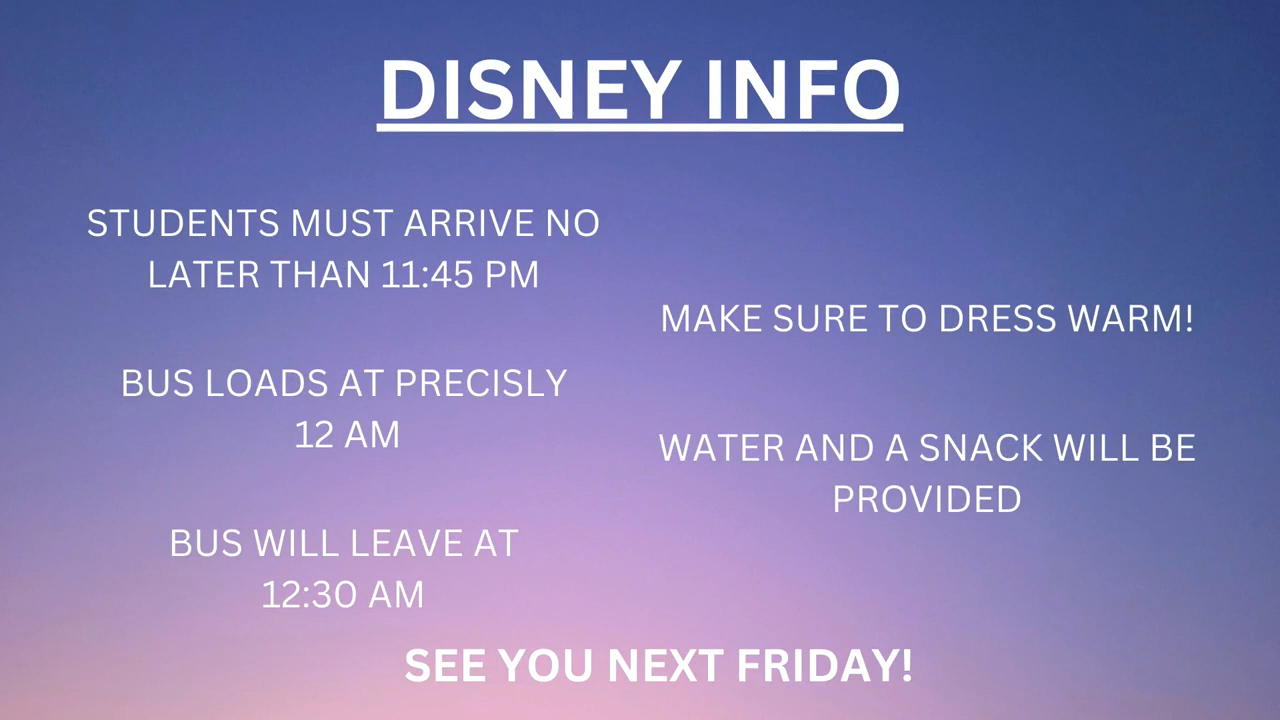 DISNEY INFO
STUDENTS MUST ARRIVE NO
LATER THAN 11:45 PM
BUS LOADS AT PRECISLY
12 AM
BUS WILL LEAVE AT
12:30 AM
MAKE SURE TO DRESS WARM!
WATER AND A SNACK WILL BE
PROVIDED
SEE YOU NEXT FRIDAY!